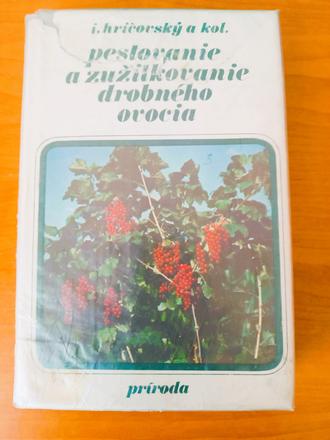 i. hričovský a kol.
pestovanie
a zužitkovanie
drobného
ovocia
príroda